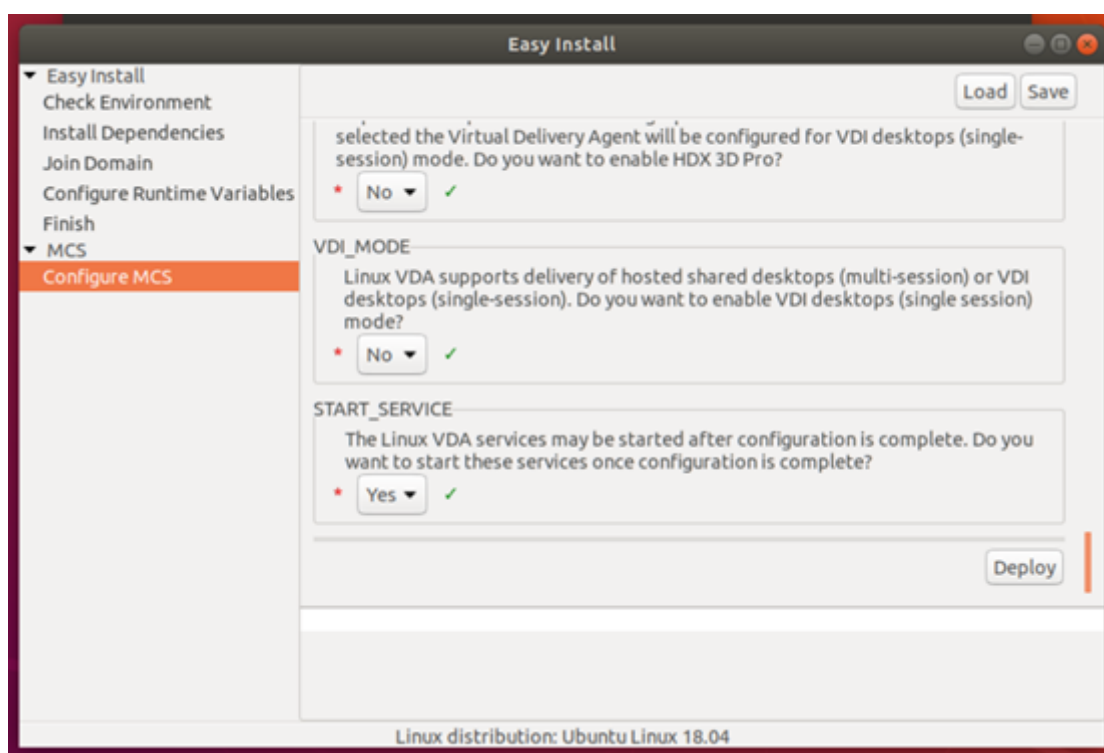 Easy Install
Easy Install
Check Environment
Install Dependencies
Join Domain
Configure Runtime Variables
Finish
MCS
Configure MCS
Load Save
selected the Virtual Delivery Agent will be configured for VDI desktops (single-
session) mode. Do you want to enable HDX 3D Pro?
* No ✓
VDI_MODE
Linux VDA supports delivery of hosted shared desktops (multi-session) or VDI
desktops (single-session). Do you want to enable VDI desktops (single session)
mode?
* No ✓
START_SERVICE
The Linux VDA services may be started after configuration is complete. Do you
want to start these services once configuration is complete?
* Yes ✓
Deploy
Linux distribution: Ubuntu Linux 18.04